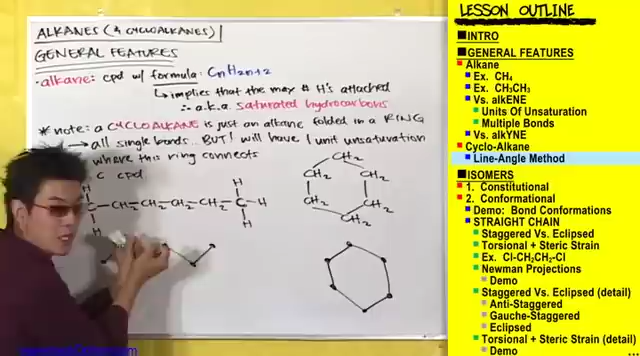 ALKANES (& CYCLOALKANES)
GENERAL FEATURES
• alkane: cpd w/ formula: CnH2n+2
↳ implies that the max # H's attached
∴ a.k.a saturated hydrocarbons
* note: a CYCLOALKANE is just an alkane folded in a RING
↳ all single bonds... BUT! will have 1 unit unsaturation
where this ring connects
C cpd
H
H
C-CH2-CH2-CH2-CH2-C-H
H
H
CH2
CH2
CH2
CH2
CH2
CH2
LESSON OUTLINE
INTRO
GENERAL FEATURES
Alkane
Ex. CH4
Ex. CH3CH3
Vs. alkENE
Units of Unsaturation
Multiple Bonds
Vs. alkYNE
Cyclo-Alkane
Line-Angle Method
ISOMERS
1. Constitutional
2. Conformational
Demo: Bond Conformations
STRAIGHT CHAIN
Staggered Vs. Eclipsed
Torsional + Steric Strain
Ex. Cl-CH2CH2-Cl
Newman Projections
Demo
Staggered Vs. Eclipsed (detail)
Anti-Staggered
Gauche-Staggered
Eclipsed
Torsional + Steric Strain (detail)
Demo